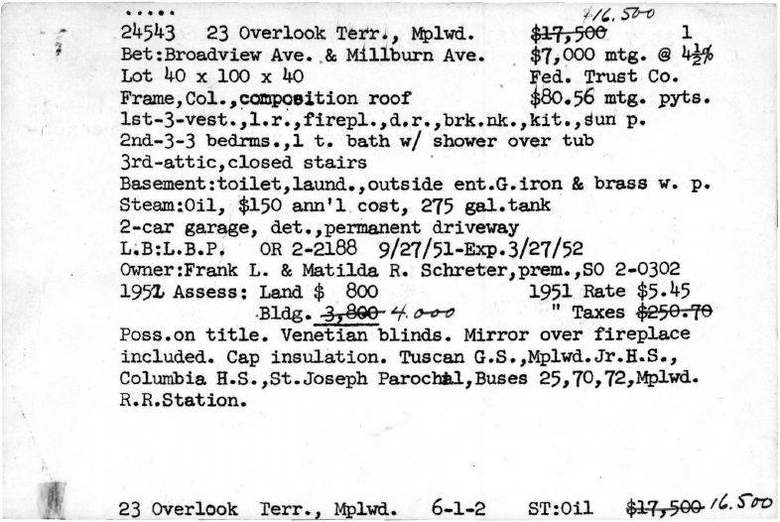 $16.500
24543 23 Overlook Terr., Mplwd. $17,500 1
Bet:Broadview Ave. & Millburn Ave. $7,000 mtg. @ 4½%
Lot 40 x 100 x 40 Fed. Trust Co.
Frame,Col.,composition roof $80.56 mtg. pyts.
1st-3-vest.,l.r.,firepl.,d.r.,brk.nk.,kit.,sun p.
2nd-3-3 bedrms.,1 t. bath w/ shower over tub
3rd-attic,closed stairs
Basement:toilet,laund.,outside ent.G.iron & brass w. p.
Steam:Oil, $150 ann'l cost, 275 gal.tank
2-car garage, det.,permanent driveway
L.B:L.B.P. OR 2-2188 9/27/51-Exp.3/27/52
Owner:Frank L. & Matilda R. Schreter,prem.,SO 2-0302
1952 Assess: Land $ 800 1951 Rate $5.45
Bldg. 3,800 4.000 " Taxes $250.70
Poss.on title. Venetian blinds. Mirror over fireplace
included. Cap insulation. Tuscan G.S.,Mplwd.Jr.H.S.,
Columbia H.S.,St.Joseph Parochal,Buses 25,70,72,Mplwd.
R.R.Station.
23 Overlook Terr., Mplwd. 6-1-2 ST:Oil $17,500 16.500